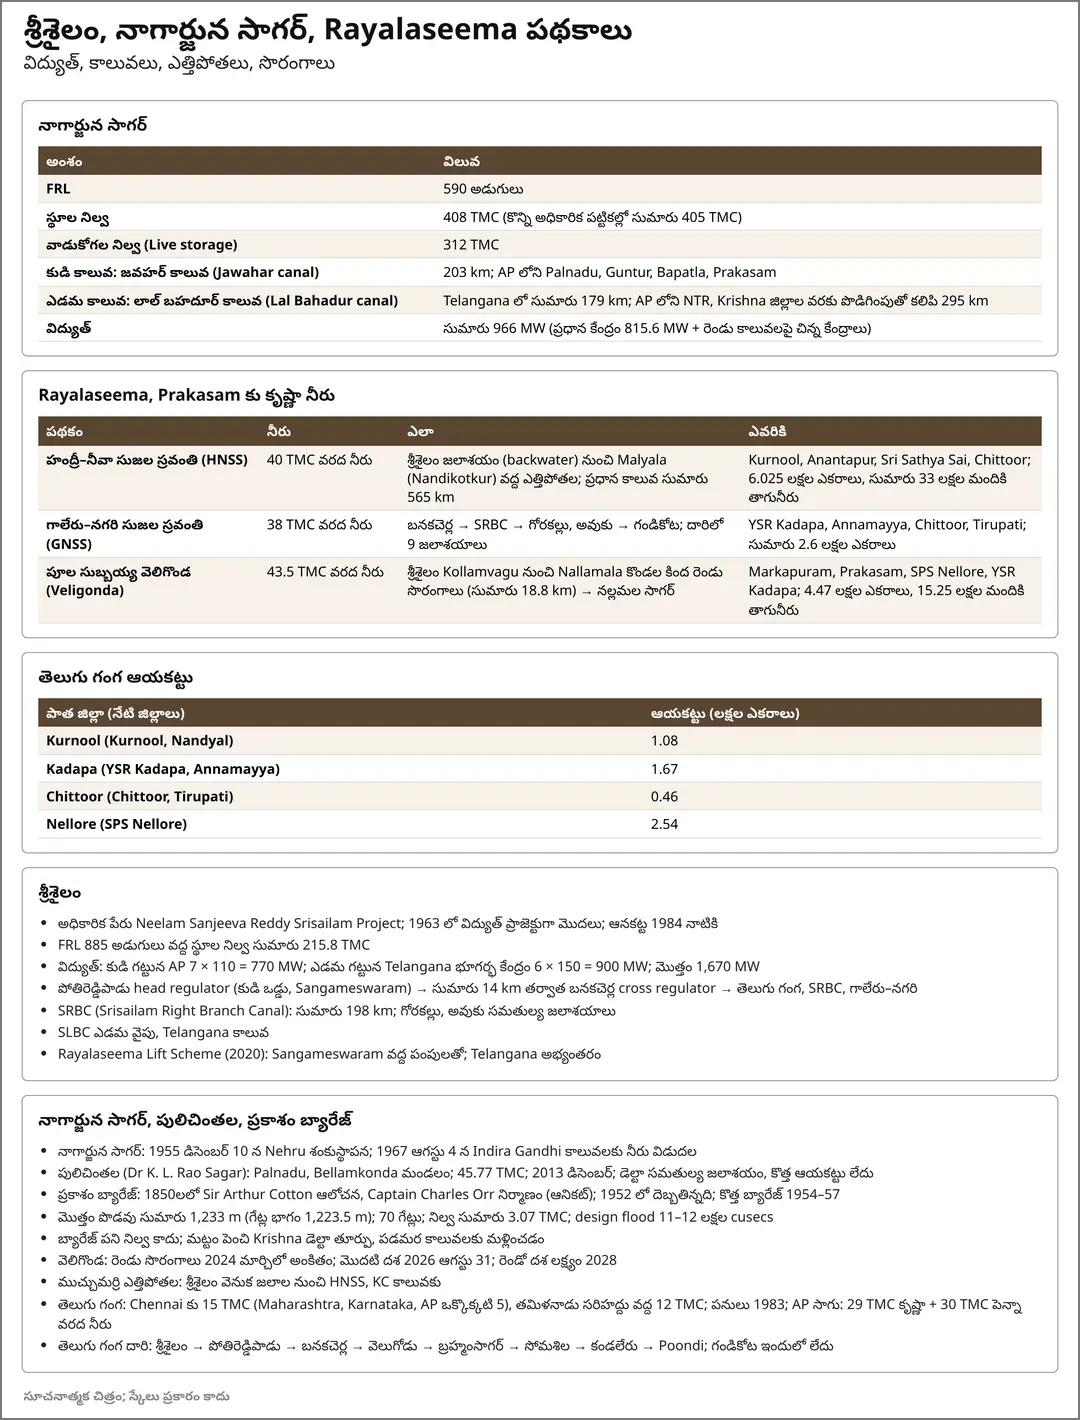 శ్రీశైలం, నాగార్జున సాగర్, Rayalaseema పథకాలు
విద్యుత్, కాలువలు, ఎత్తిపోతలు, సొరంగాలు
నాగార్జున సాగర్
అంశం విలువ
FRL 590 అడుగులు
స్థూల నిల్వ 408 TMC (కొన్ని అధికారిక పట్టికల్లో సుమారు 405 TMC)
వాడుకోగల నిల్వ (Live storage) 312 TMC
కుడి కాలువ: జవహర్ కాలువ (Jawahar canal) 203 km; AP లోని Palnadu, Guntur, Bapatla, Prakasam
ఎడమ కాలువ: లాల్ బహదూర్ కాలువ (Lal Bahadur canal) Telangana లో సుమారు 179 km; AP లోని NTR, Krishna జిల్లాల వరకు పొడిగింపుతో కలిపి 295 km
విద్యుత్ సుమారు 966 MW (ప్రధాన కేంద్రం 815.6 MW + రెండు కాలువలపై చిన్న కేంద్రాలు)
Rayalaseema, Prakasam కు కృష్ణా నీరు
పథకం నీరు ఎలా ఎవరికి
హంద్రీ–నీవా సుజల స్రవంతి (HNSS) 40 TMC వరద నీరు శ్రీశైలం జలాశయం (backwater) నుంచి Malyala Kurnool, Anantapur, Sri Sathya Sai, Chittoor;
(Nandikotkur) వద్ద ఎత్తిపోతల; ప్రధాన కాలువ సుమారు 6.025 లక్షల ఎకరాలు, సుమారు 33 లక్షల మందికి
565 km తాగునీరు
గాలేరు–నగరి సుజల స్రవంతి 38 TMC వరద నీరు బనకచెర్ల → SRBC → గోరకల్లు, అవుకు → గండికోట; దారిలో YSR Kadapa, Annamayya, Chittoor, Tirupati;
(GNSS) 9 జలాశయాలు సుమారు 2.6 లక్షల ఎకరాలు
పూల సుబ్బయ్య వెలిగొండ 43.5 TMC వరద నీరు శ్రీశైలం Kollamvagu నుంచి Nallamala కొండల కింద రెండు Markapuram, Prakasam, SPS Nellore, YSR
(Veligonda) సొరంగాలు (సుమారు 18.8 km) → నల్లమల సాగర్ Kadapa; 4.47 లక్షల ఎకరాలు, 15.25 లక్షల మందికి
తాగునీరు
తెలుగు గంగ ఆయకట్టు
పాత జిల్లా (నేటి జిల్లాలు) ఆయకట్టు (లక్షల ఎకరాలు)
Kurnool (Kurnool, Nandyal) 1.08
Kadapa (YSR Kadapa, Annamayya) 1.67
Chittoor (Chittoor, Tirupati) 0.46
Nellore (SPS Nellore) 2.54
శ్రీశైలం
• అధికారిక పేరు Neelam Sanjeeva Reddy Srisailam Project; 1963 లో విద్యుత్ ప్రాజెక్టుగా మొదలు; ఆనకట్ట 1984 నాటికి
• FRL 885 అడుగులు వద్ద స్థూల నిల్వ సుమారు 215.8 TMC
• విద్యుత్: కుడి గట్టున AP 7 × 110 = 770 MW; ఎడమ గట్టున Telangana భూగర్భ కేంద్రం 6 × 150 = 900 MW; మొత్తం 1,670 MW
• పోతిరెడ్డిపాడు head regulator (కుడి ఒడ్డు, Sangameswaram) → సుమారు 14 km తర్వాత బనకచెర్ల cross regulator → తెలుగు గంగ, SRBC, గాలేరు–నగరి
• SRBC (Srisailam Right Branch Canal): సుమారు 198 km; గోరకల్లు, అవుకు సమతుల్య జలాశయాలు
• SLBC ఎడమ వైపు, Telangana కాలువ
• Rayalaseema Lift Scheme (2020): Sangameswaram వద్ద పంపులతో; Telangana అభ్యంతరం
నాగార్జున సాగర్, పులిచింతల, ప్రకాశం బ్యారేజ్
• నాగార్జున సాగర్: 1955 డిసెంబర్ 10 న Nehru శంకుస్థాపన; 1967 ఆగస్టు 4 న Indira Gandhi కాలువలకు నీరు విడుదల
• పులిచింతల (Dr K. L. Rao Sagar): Palnadu, Bellamkonda మండలం; 45.77 TMC; 2013 డిసెంబర్; డెల్టా సమతుల్య జలాశయం, కొత్త ఆయకట్టు లేదు
• ప్రకాశం బ్యారేజ్: 1850లలో Sir Arthur Cotton ఆలోచన, Captain Charles Orr నిర్మాణం (ఆనికట్); 1952 లో దెబ్బతిన్నది; కొత్త బ్యారేజ్ 1954–57
• మొత్తం పొడవు సుమారు 1,233 m (గేట్ల భాగం 1,223.5 m); 70 గేట్లు; నిల్వ సుమారు 3.07 TMC; design flood 11–12 లక్షల cusecs
• బ్యారేజ్ పని నిల్వ కాదు; మట్టం పెంచి Krishna డెల్టా తూర్పు, పడమర కాలువలకు మళ్లించడం
• వెలిగొండ: రెండు సొరంగాలు 2024 మార్చిలో అంకితం; మొదటి దశ 2026 ఆగస్టు 31; రెండో దశ లక్ష్యం 2028
• ముచ్చుమర్రి ఎత్తిపోతల: శ్రీశైలం వెనుక జలాల నుంచి HNSS, KC కాలువకు
• తెలుగు గంగ: Chennai కు 15 TMC (Maharashtra, Karnataka, AP ఒక్కొక్కటి 5), తమిళనాడు సరిహద్దు వద్ద 12 TMC; పనులు 1983; AP సాగు: 29 TMC కృష్ణా + 30 TMC పెన్నా
వరద నీరు
• తెలుగు గంగ దారి: శ్రీశైలం → పోతిరెడ్డిపాడు → బనకచెర్ల → వెలుగోడు → బ్రహ్మంసాగర్ → సోమశిల → కండలేరు → Poondi; గండికోట ఇందులో లేదు
సూచనాత్మక చిత్రం; స్కేలు ప్రకారం కాదు